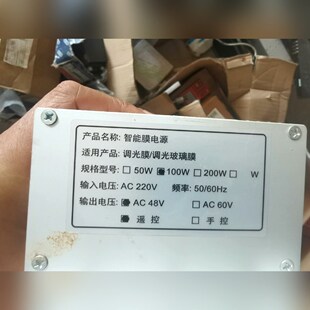 产品名称: 智能膜电源
适用产品: 调光膜/调光玻璃膜
规格型号: □ 50W ■ 100W □ 200W □ W
输入电压: AC 220V 频率: 50/60Hz
输出电压: ■ AC 48V □ AC 60V
■ 遥控 □ 手控